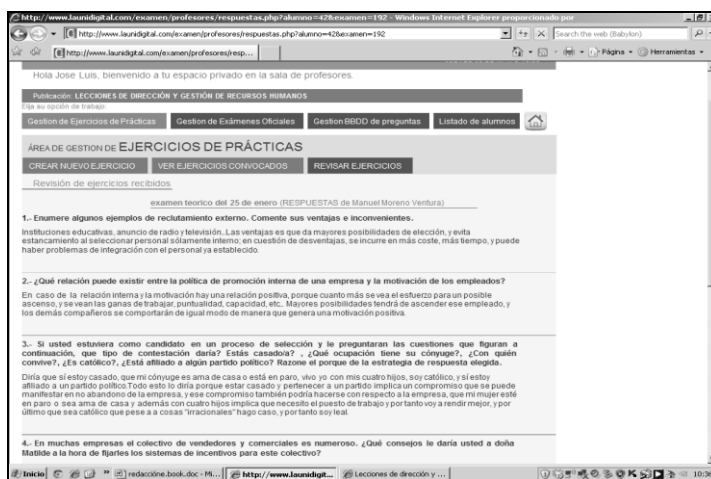 http://www.launidigital.com/examen/profesores/respuestas.php?alumno=42&examen=192 - Windows Internet Explorer proporcionado por
http://www.launidigital.com/examen/profesores/respuestas.php?alumno=42&examen=192
Search the web (Babylon)
http://www.launidigital.com/examen/profesores/resp...
Página
Herramientas
Hola Jose Luis, bienvenido a tu espacio privado en la sala de profesores.
Publicación: LECCIONES DE DIRECCIÓN Y GESTIÓN DE RECURSOS HUMANOS
Elija su opción de trabajo:
Gestion de Ejercicios de Prácticas
Gestion de Exámenes Oficiales
Gestion BBDD de preguntas
Listado de alumnos
ÁREA DE GESTION DE EJERCICIOS DE PRÁCTICAS
CREAR NUEVO EJERCICIO
VER EJERCICIOS CONVOCADOS
REVISAR EJERCICIOS
Revisión de ejercicios recibidos
examen teorico del 25 de enero (RESPUESTAS de Manuel Moreno Ventura)
1.- Enumere algunos ejemplos de reclutamiento externo. Comente sus ventajas e inconvenientes.
Instituciones educativas, anuncio de radio y televisión..Las ventajas es que da mayores posibilidades de elección, y evita
estancamiento al seleccionar personal sólamente interno; en cuestión de desventajas, se incurre en más coste, más tiempo, y puede
haber problemas de integración con el personal ya establecido.
2.- ¿Qué relación puede existir entre la política de promoción interna de una empresa y la motivación de los empleados?
En caso de la relación interna y la motivación hay una relación positiva, porque cuanto más se vea el esfuerzo para un posible
ascenso, y se vean las ganas de trabajar, puntualidad, capacidad, etc.. Mayores posibilidades tendrá de ascender ese empleado, y
los demás compañeros se comportarán de igual modo de manera que genera una motivación positiva.
3.- Si usted estuviera como candidato en un proceso de selección y le preguntaran las cuestiones que figuran a
continuación, que tipo de contestación daría? Estás casado/a? , ¿Qué ocupación tiene su cónyuge?, ¿Con quién
convive?, ¿Es católico?, ¿Está afiliado a algún partido político? Razone el porque de la estrategia de respuesta elegida.
Diría que sí estoy casado, que mi cónyuge es ama de casa o está en paro, vivo yo con mis cuatro hijos, soy católico, y sí estoy
afiliado a un partido político.Todo esto lo diría porque estar casado y pertenecer a un partido implica un compromiso que se puede
manifestar en no abandono de la empresa, y ese compromiso también podría hacerse con respecto a la empresa, que mi mujer esté
en paro o sea ama de casa y además con cuatro hijos implica que necesito el puesto de trabajo y por tanto voy a rendir mejor, y por
último que sea católico que pese a a cosas "irracionales" hago caso, y por tanto soy leal.
4.- En muchas empresas el colectivo de vendedores y comerciales es numeroso. ¿Qué consejos le daría usted a doña
Matilde a la hora de fijarles los sistemas de incentivos para este colectivo?
Inicio
redaccióne.book.doc - Mi...
http://www.launidigit...
Lecciones de dirección y ...